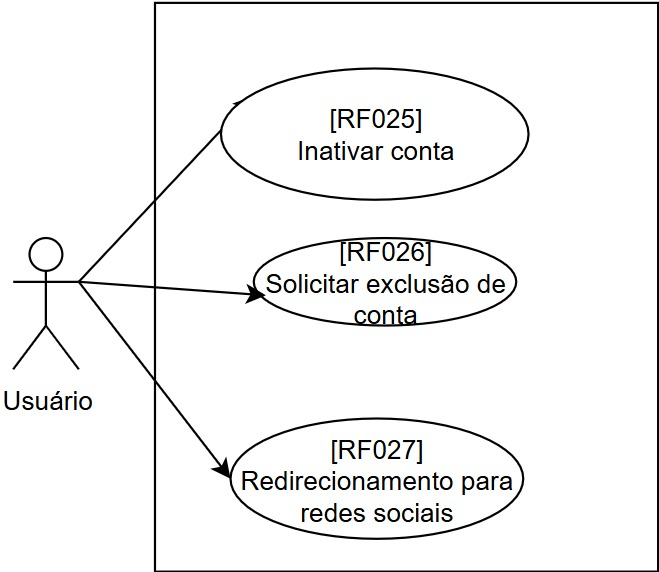 [RF025]
Inativar conta
[RF026]
Solicitar exclusão de
conta
Usuário
[RF027]
Redirecionamento para
redes sociais